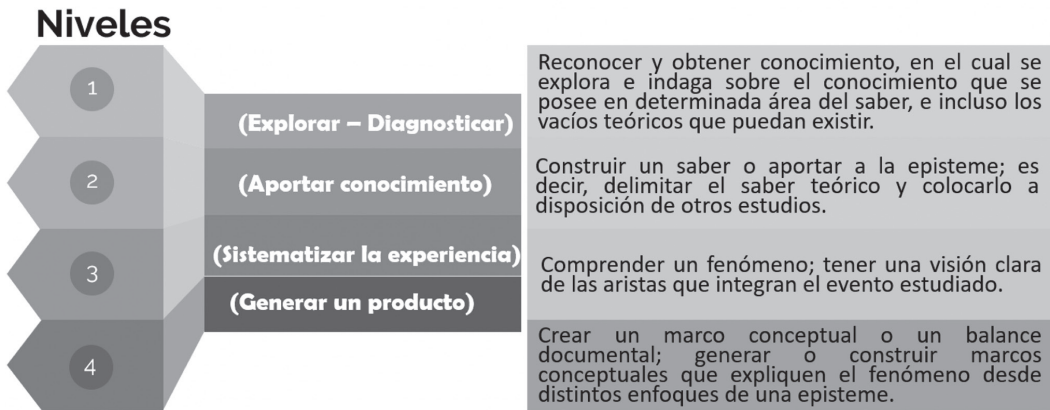 Niveles
1
(Explorar – Diagnosticar)
Reconocer y obtener conocimiento, en el cual se
explora e indaga sobre el conocimiento que se
posee en determinada área del saber, e incluso los
vacíos teóricos que puedan existir.
2
(Aportar conocimiento)
Construir un saber o aportar a la episteme; es
decir, delimitar el saber teórico y colocarlo a
disposición de otros estudios.
3
(Sistematizar la experiencia)
Comprender un fenómeno; tener una visión clara
de las aristas que integran el evento estudiado.
4
(Generar un producto)
Crear un marco conceptual o un balance
documental; generar o construir marcos
conceptuales que expliquen el fenómeno desde
distintos enfoques de una episteme.